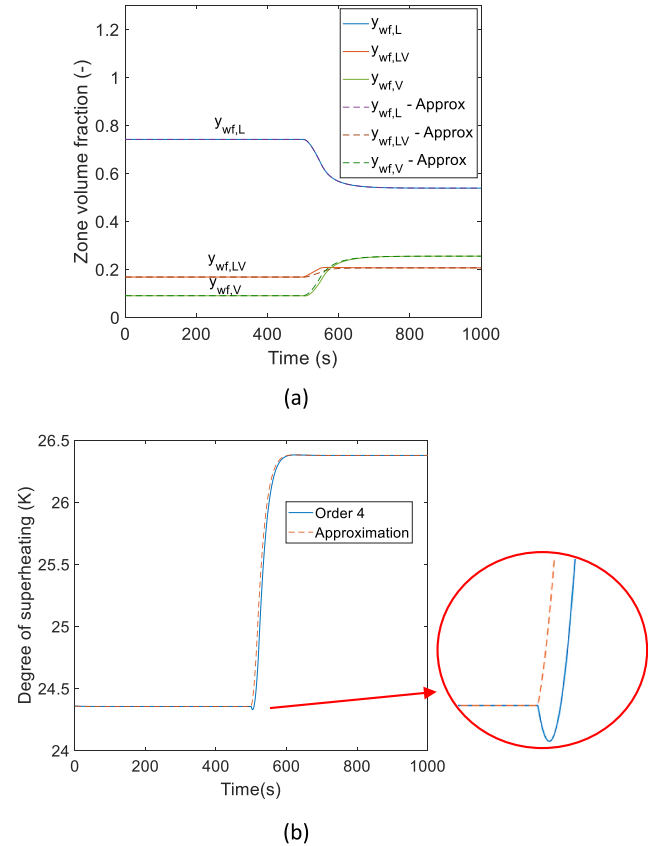 1.2
1
0.8
0.6
0.4
0.2
0
Zone volume fraction (-)
y_wf,L
y_wf,LV
y_wf,V
y_wf,L - Approx
y_wf,LV - Approx
y_wf,V - Approx
y_wf,L
y_wf,LV
y_wf,V
0 200 400 600 800 1000
Time (s)
(a)
26.5
26
25.5
25
24.5
24
Degree of superheating (K)
Order 4
Approximation
0 200 400 600 800 1000
Time(s)
(b)